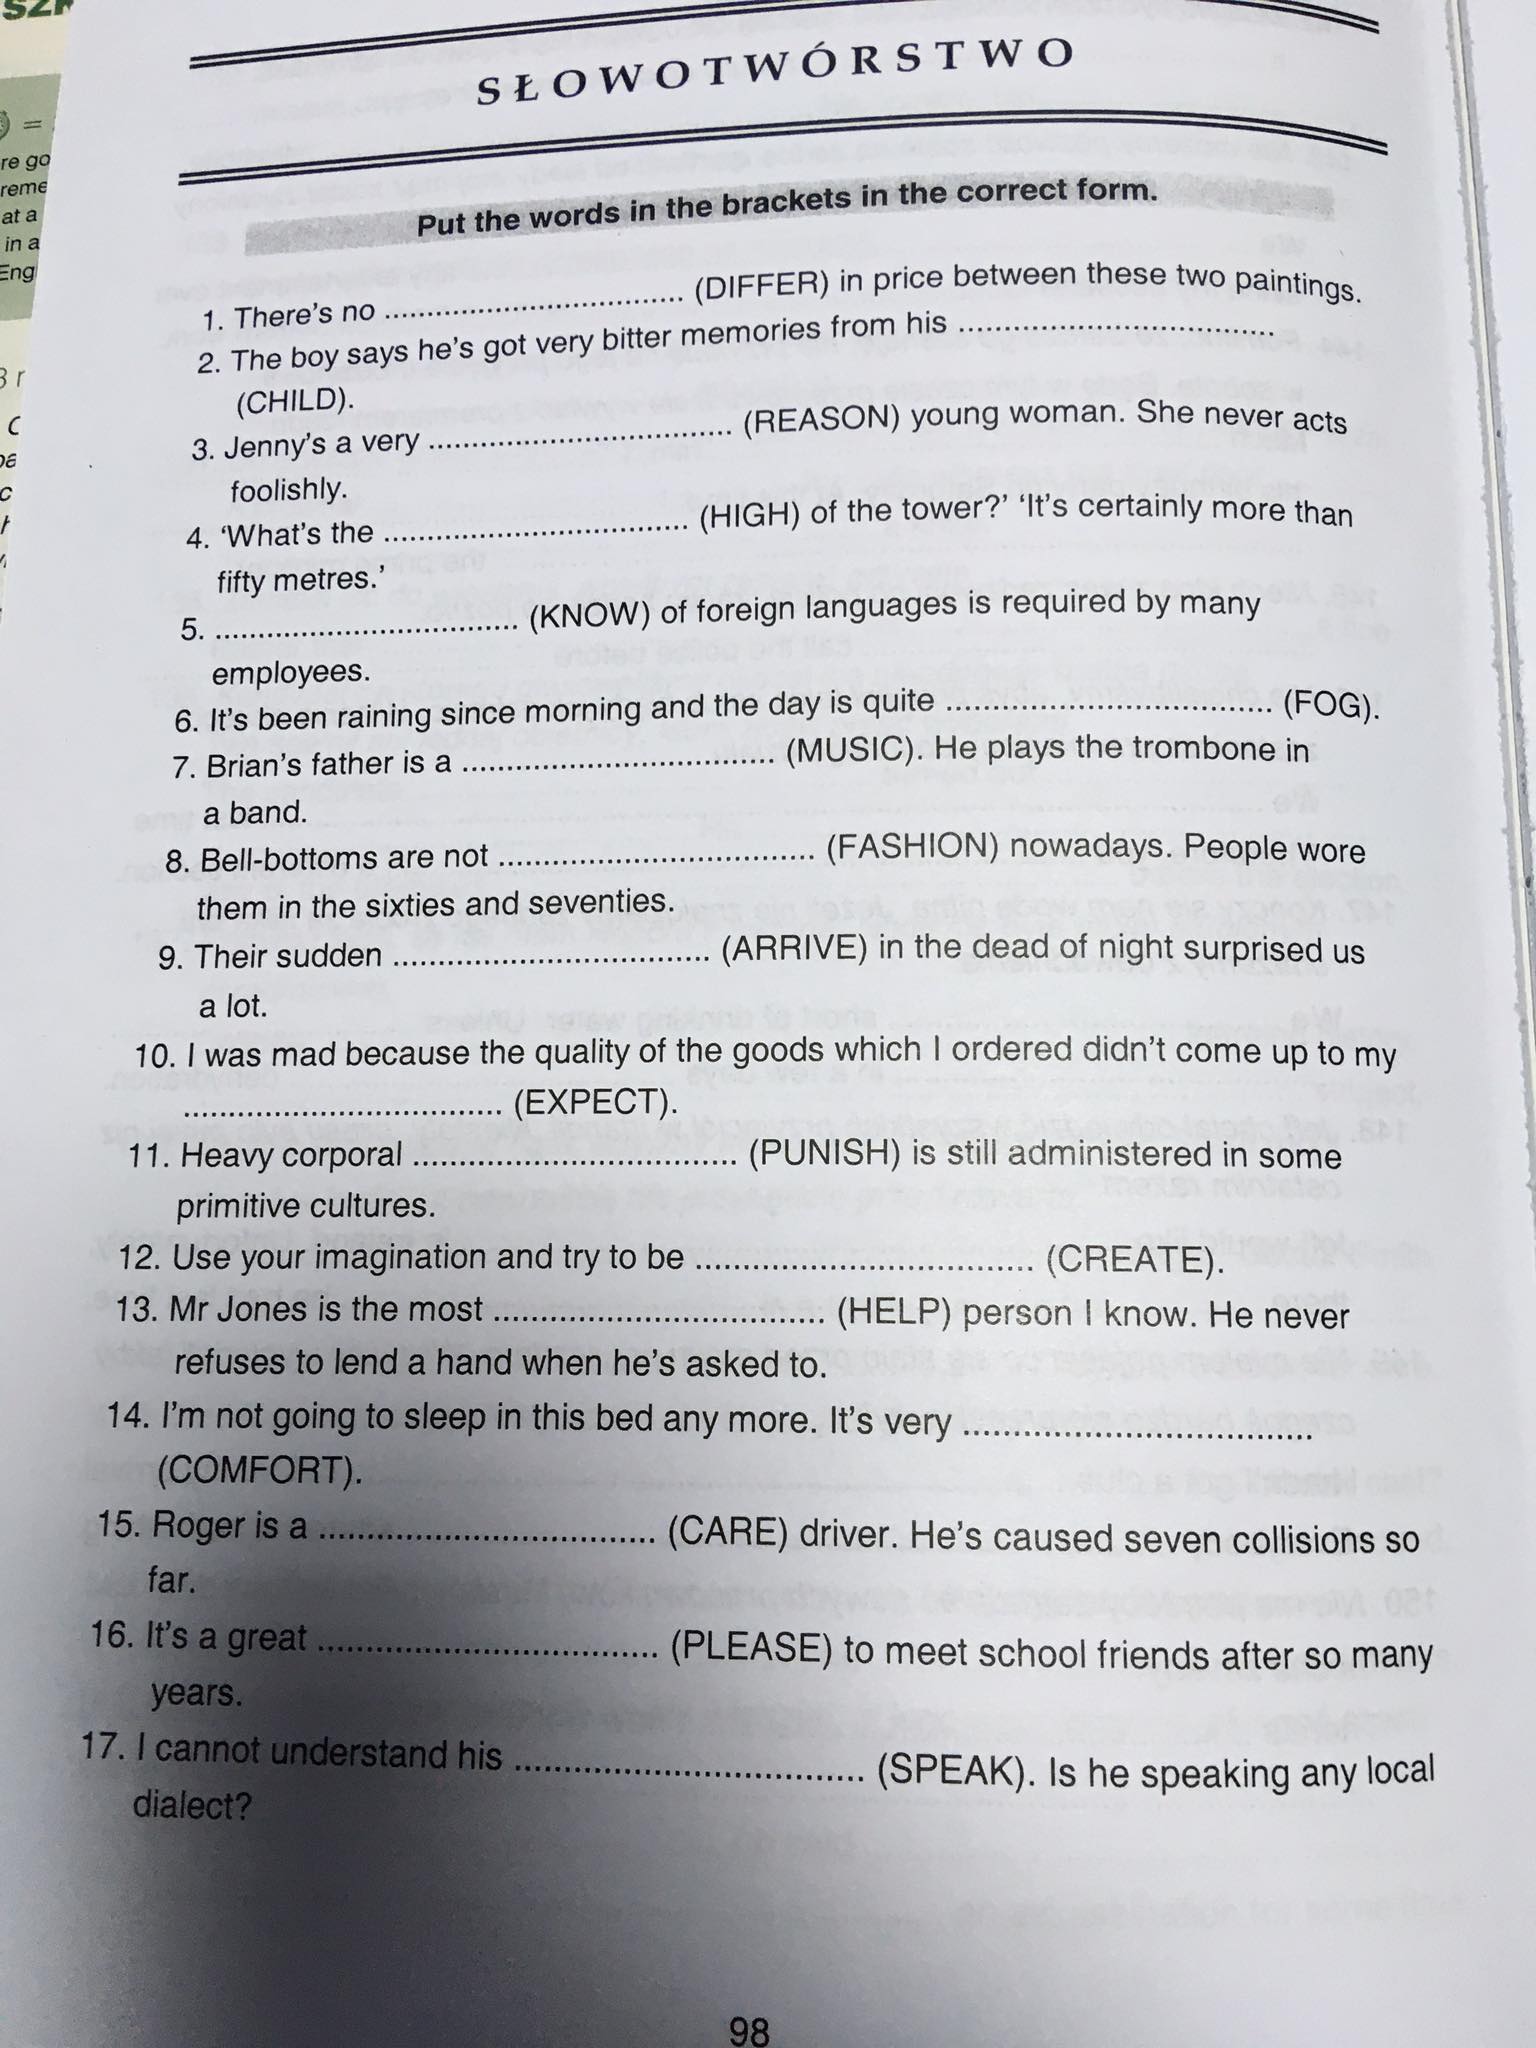 SŁOWOTWÓRSTWO
Put the words in the brackets in the correct form.
1. There's no .................................. (DIFFER) in price between these two paintings.
2. The boy says he's got very bitter memories from his ..................................
(CHILD).
3. Jenny's a very .................................. (REASON) young woman. She never acts
foolishly.
4. ‘What's the .................................. (HIGH) of the tower?’ ‘It's certainly more than
fifty metres.’
5. .................................. (KNOW) of foreign languages is required by many
employees.
6. It's been raining since morning and the day is quite .................................. (FOG).
7. Brian's father is a .................................. (MUSIC). He plays the trombone in
a band.
8. Bell-bottoms are not .................................. (FASHION) nowadays. People wore
them in the sixties and seventies.
9. Their sudden .................................. (ARRIVE) in the dead of night surprised us
a lot.
10. I was mad because the quality of the goods which I ordered didn't come up to my
.................................. (EXPECT).
11. Heavy corporal .................................. (PUNISH) is still administered in some
primitive cultures.
12. Use your imagination and try to be .................................. (CREATE).
13. Mr Jones is the most .................................. (HELP) person I know. He never
refuses to lend a hand when he's asked to.
14. I'm not going to sleep in this bed any more. It's very ..................................
(COMFORT).
15. Roger is a .................................. (CARE) driver. He's caused seven collisions so
far.
16. It's a great .................................. (PLEASE) to meet school friends after so many
years.
17. I cannot understand his .................................. (SPEAK). Is he speaking any local
dialect?
98